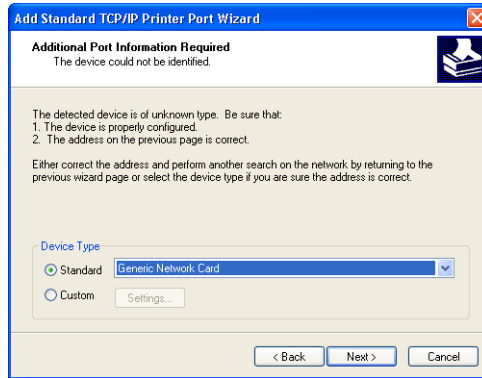 Add Standard TCP/IP Printer Port Wizard
Additional Port Information Required
The device could not be identified.
The detected device is of unknown type. Be sure that:
1. The device is properly configured.
2. The address on the previous page is correct.
Either correct the address and perform another search on the network by returning to the
previous wizard page or select the device type if you are sure the address is correct.
Device Type
Standard Generic Network Card
Custom Settings...
< Back Next > Cancel